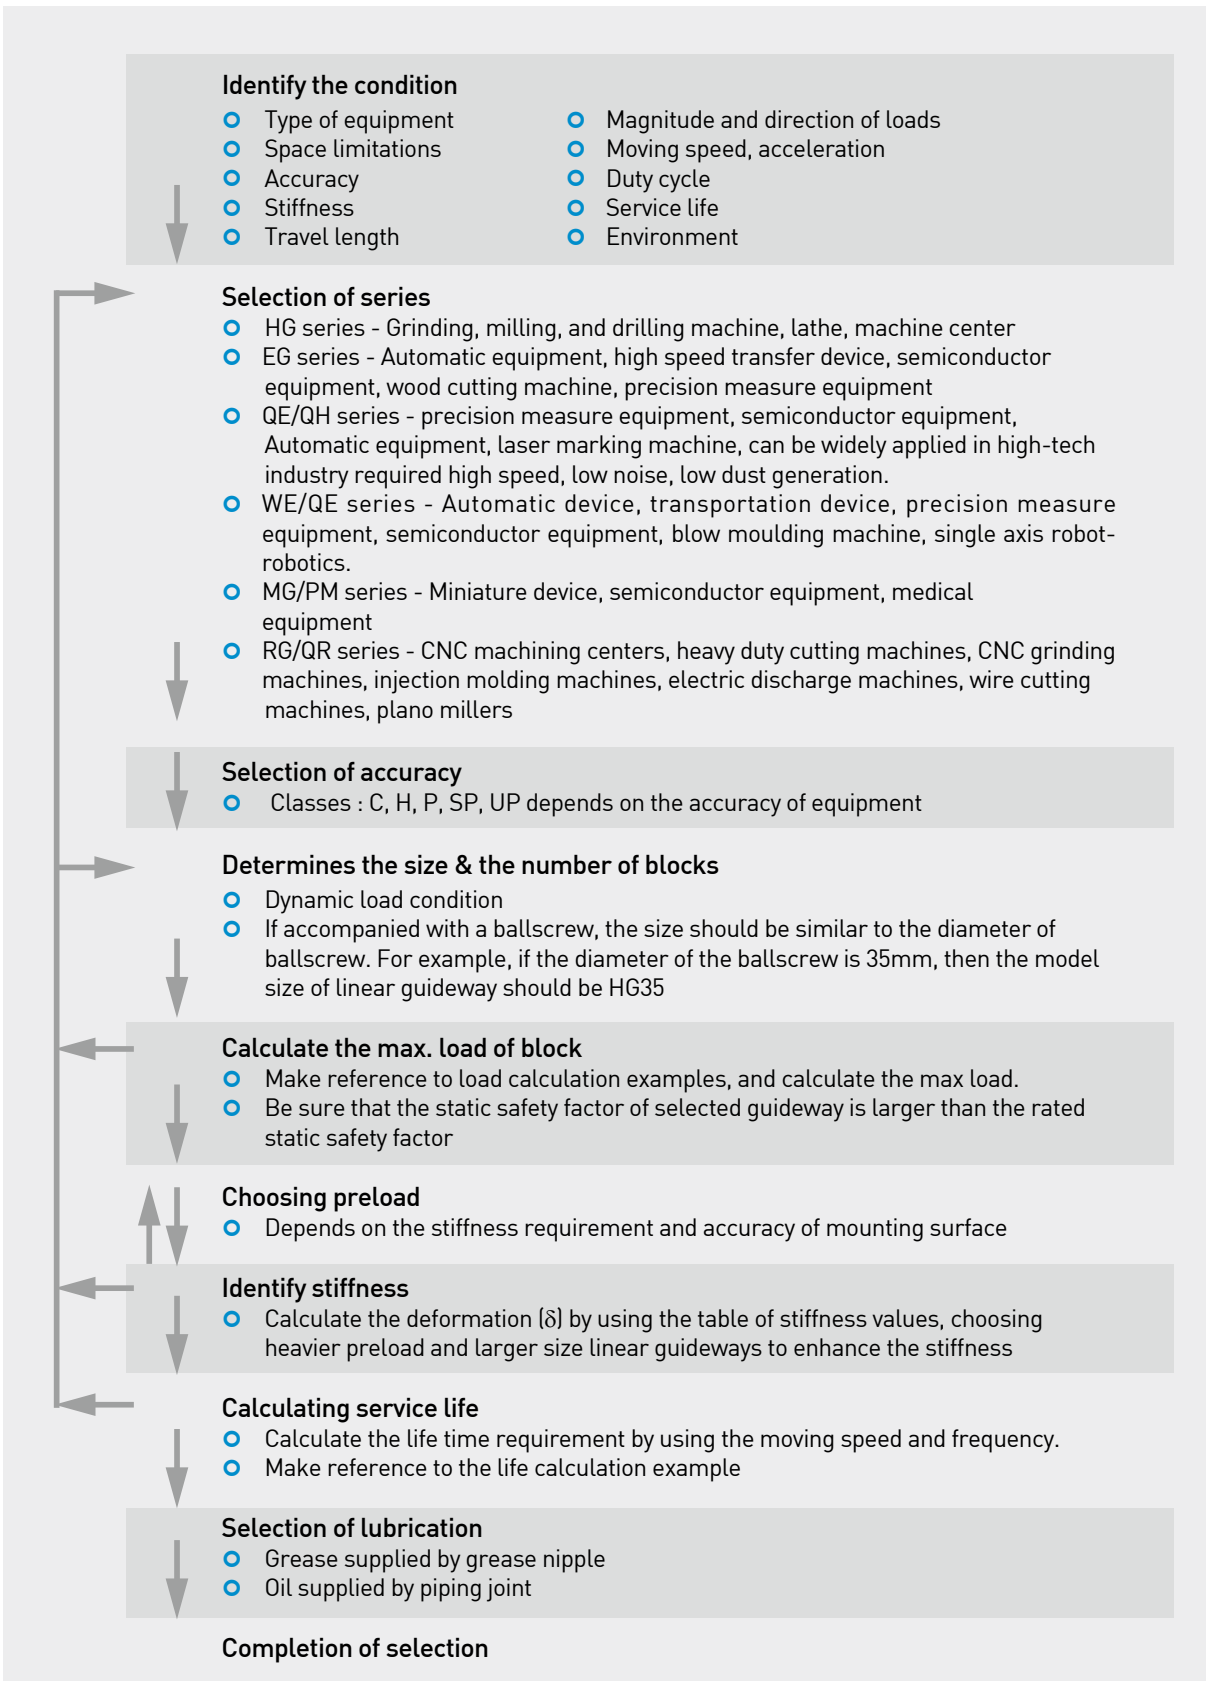 Identify the condition
Type of equipment
Space limitations
Accuracy
Stiffness
Travel length
Magnitude and direction of loads
Moving speed, acceleration
Duty cycle
Service life
Environment
Selection of series
HG series - Grinding, milling, and drilling machine, lathe, machine center
EG series - Automatic equipment, high speed transfer device, semiconductor
equipment, wood cutting machine, precision measure equipment
QE/QH series - precision measure equipment, semiconductor equipment,
Automatic equipment, laser marking machine, can be widely applied in high-tech
industry required high speed, low noise, low dust generation.
WE/QE series - Automatic device, transportation device, precision measure
equipment, semiconductor equipment, blow moulding machine, single axis robot-
robotics.
MG/PM series - Miniature device, semiconductor equipment, medical
equipment
RG/QR series - CNC machining centers, heavy duty cutting machines, CNC grinding
machines, injection molding machines, electric discharge machines, wire cutting
machines, plano millers
Selection of accuracy
Classes : C, H, P, SP, UP depends on the accuracy of equipment
Determines the size & the number of blocks
Dynamic load condition
If accompanied with a ballscrew, the size should be similar to the diameter of
ballscrew. For example, if the diameter of the ballscrew is 35mm, then the model
size of linear guideway should be HG35
Calculate the max. load of block
Make reference to load calculation examples, and calculate the max load.
Be sure that the static safety factor of selected guideway is larger than the rated
static safety factor
Choosing preload
Depends on the stiffness requirement and accuracy of mounting surface
Identify stiffness
Calculate the deformation (δ) by using the table of stiffness values, choosing
heavier preload and larger size linear guideways to enhance the stiffness
Calculating service life
Calculate the life time requirement by using the moving speed and frequency.
Make reference to the life calculation example
Selection of lubrication
Grease supplied by grease nipple
Oil supplied by piping joint
Completion of selection